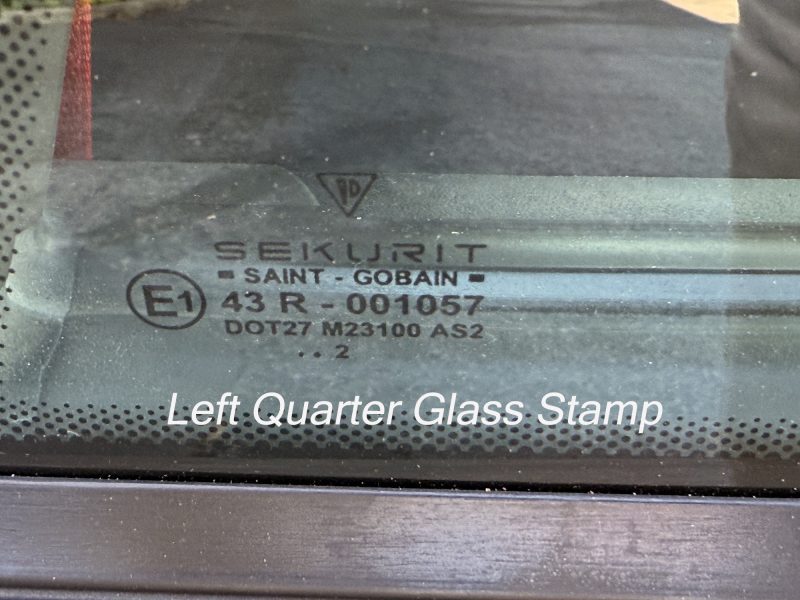 SEKURIT
SAINT - GOBAIN
E1
43 R - 001057
DOT27 M23100 AS2
. . 2
Left Quarter Glass Stamp